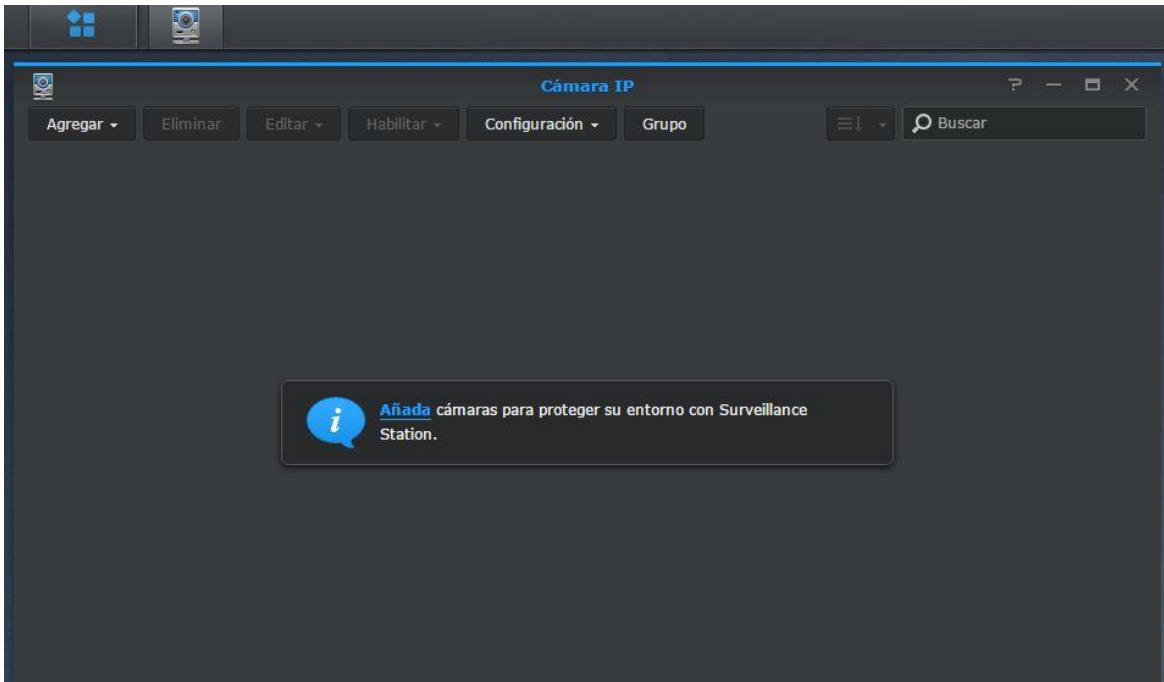 Cámara IP
Agregar
Eliminar
Editar
Habilitar
Configuración
Grupo
Buscar
Añada cámaras para proteger su entorno con Surveillance
Station.